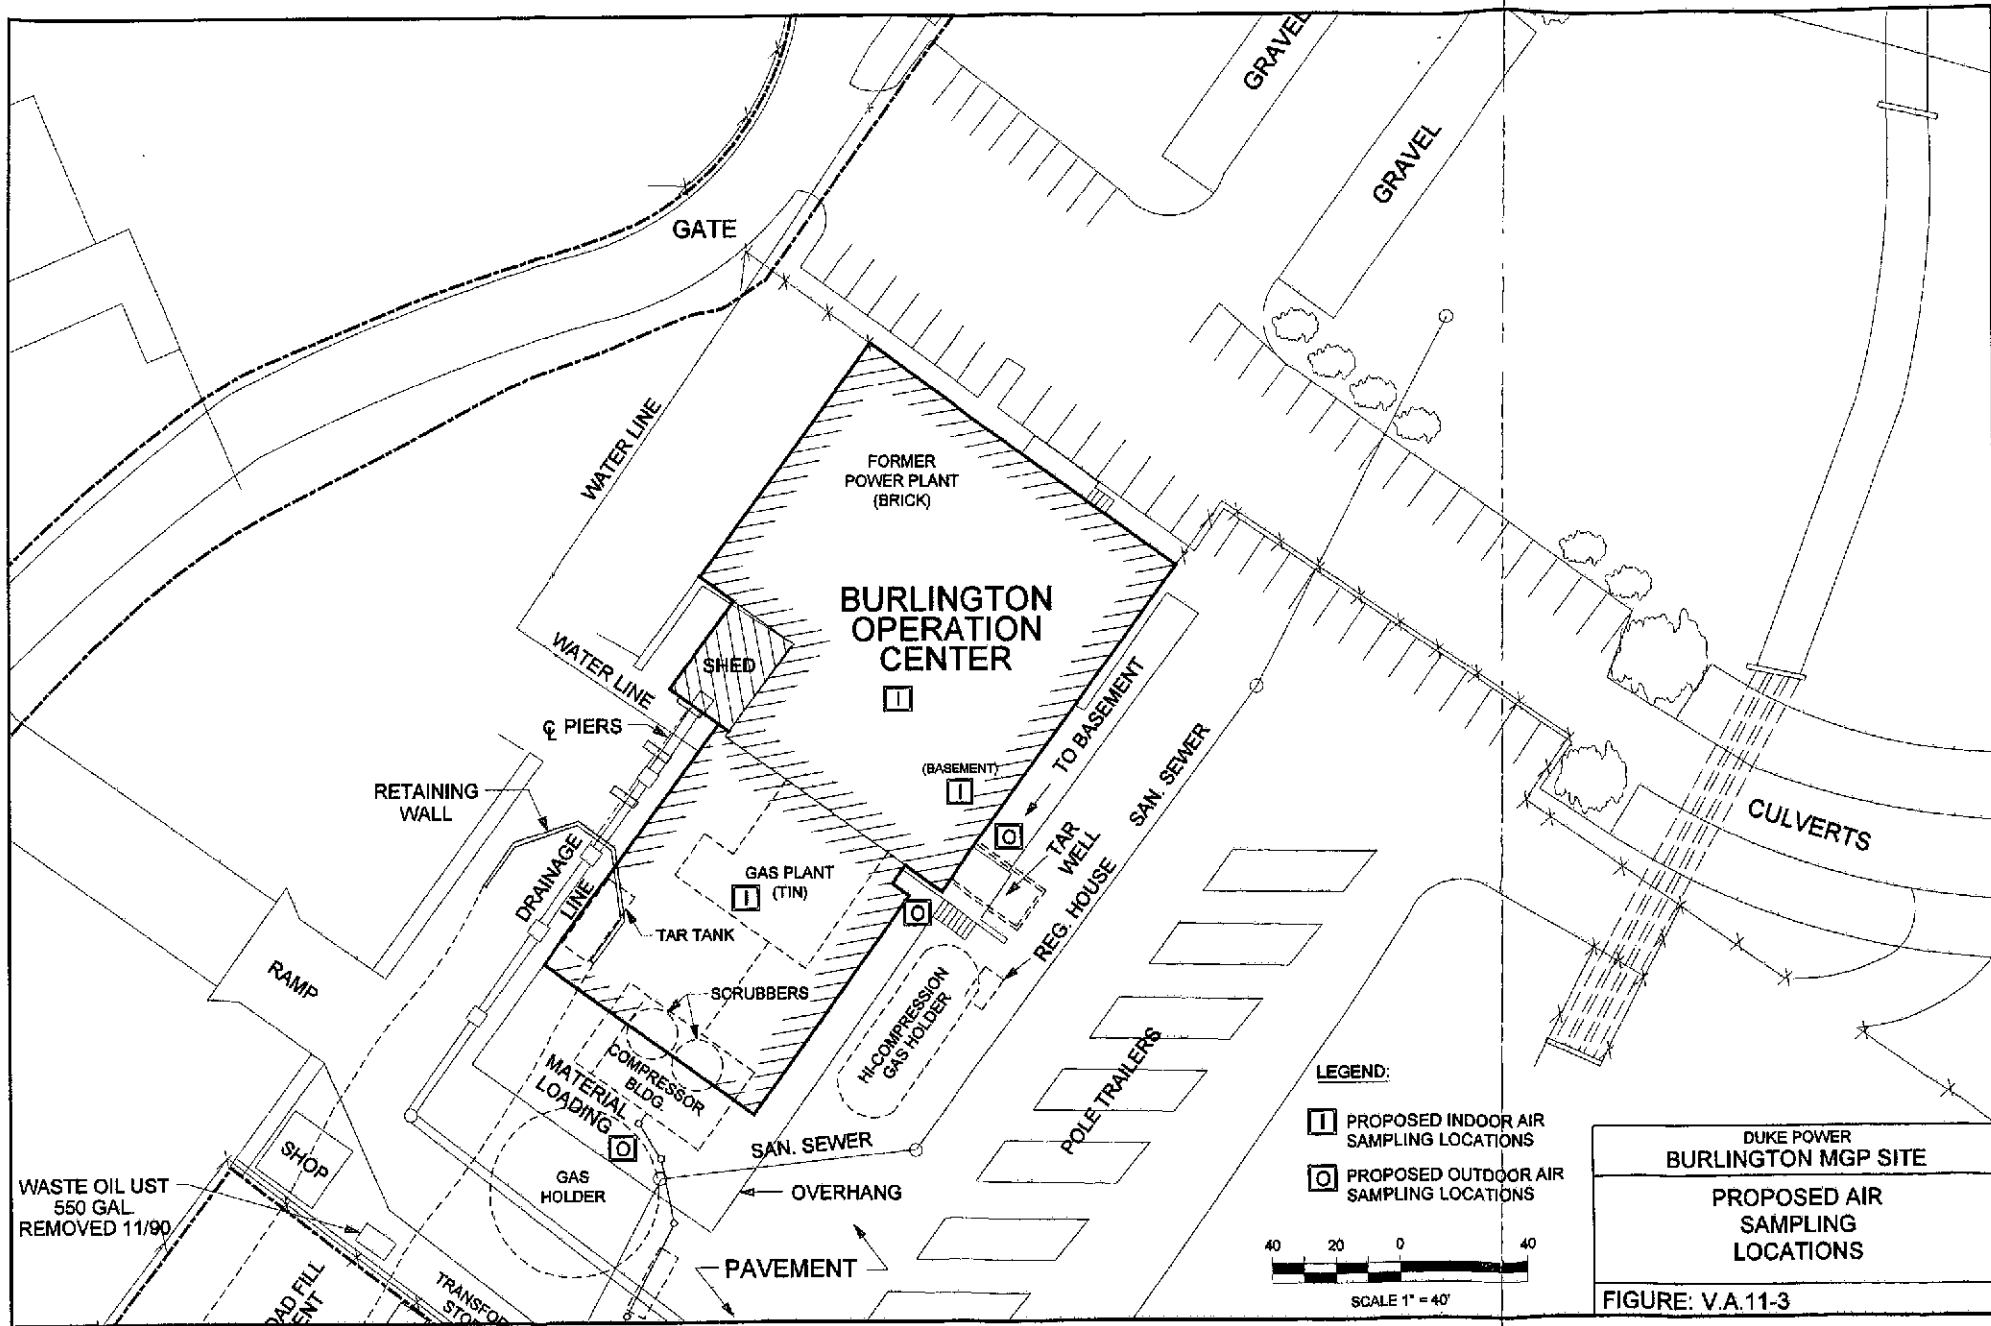 GRAVEL
GRAVEL
GATE
WATER LINE
FORMER
POWER PLANT
(BRICK)
BURLINGTON
OPERATION
CENTER
I
WATER LINE
SHED
℄ PIERS
TO BASEMENT
SAN. SEWER
(BASEMENT)
I
RETAINING
WALL
O
TAR
WELL
CULVERTS
DRAINAGE
LINE
GAS PLANT
(TIN)
I
O
REG. HOUSE
TAR TANK
RAMP
SCRUBBERS
HI-COMPRESSION
GAS HOLDER
COMPRESSOR
BLDG.
MATERIAL
LOADING
O
POLE TRAILERS
SAN. SEWER
SHOP
GAS
HOLDER
OVERHANG
WASTE OIL UST
550 GAL.
REMOVED 11/90
PAVEMENT
LEGEND:
I PROPOSED INDOOR AIR
SAMPLING LOCATIONS
O PROPOSED OUTDOOR AIR
SAMPLING LOCATIONS
40 20 0 40
SCALE 1" = 40'
DUKE POWER
BURLINGTON MGP SITE
PROPOSED AIR
SAMPLING
LOCATIONS
FIGURE: V.A.11-3